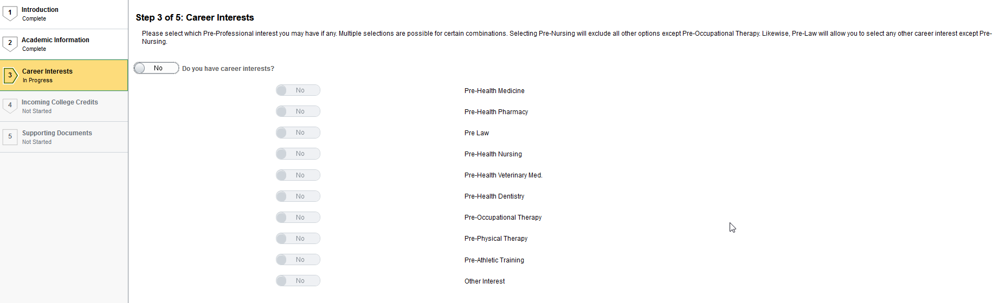 1
Introduction
Complete
2
Academic Information
Complete
3
Career Interests
In Progress
4
Incoming College Credits
Not Started
5
Supporting Documents
Not Started
Step 3 of 5: Career Interests
Please select which Pre-Professional interest you may have if any. Multiple selections are possible for certain combinations. Selecting Pre-Nursing will exclude all other options except Pre-Occupational Therapy. Likewise, Pre-Law will allow you to select any other career interest except Pre-
Nursing.
No Do you have career interests?
No Pre-Health Medicine
No Pre-Health Pharmacy
No Pre Law
No Pre-Health Nursing
No Pre-Health Veterinary Med.
No Pre-Health Dentistry
No Pre-Occupational Therapy
No Pre-Physical Therapy
No Pre-Athletic Training
No Other Interest